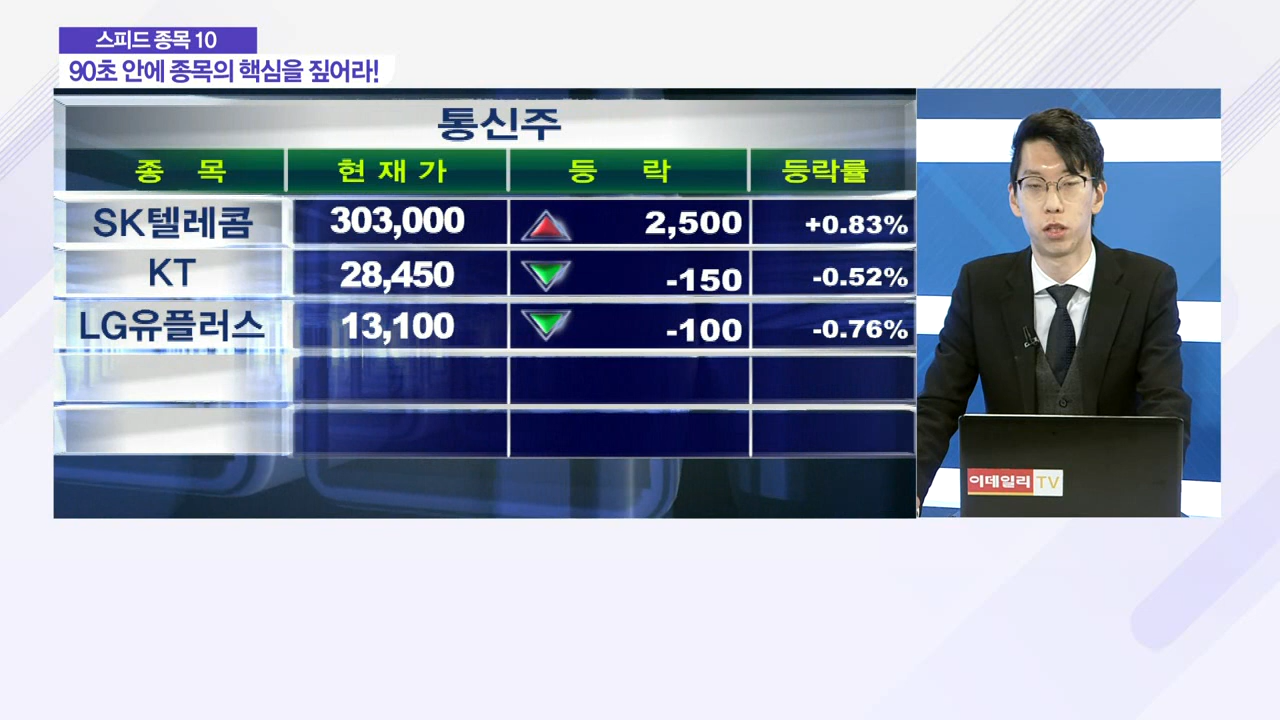 스피드 종목 10
90초 안에 종목의 핵심을 짚어라!
통신주
종 목 현 재 가 등 락 등락률
SK텔레콤 303,000 2,500 +0.83%
KT 28,450 -150 -0.52%
LG유플러스 13,100 -100 -0.76%
이데일리 TV